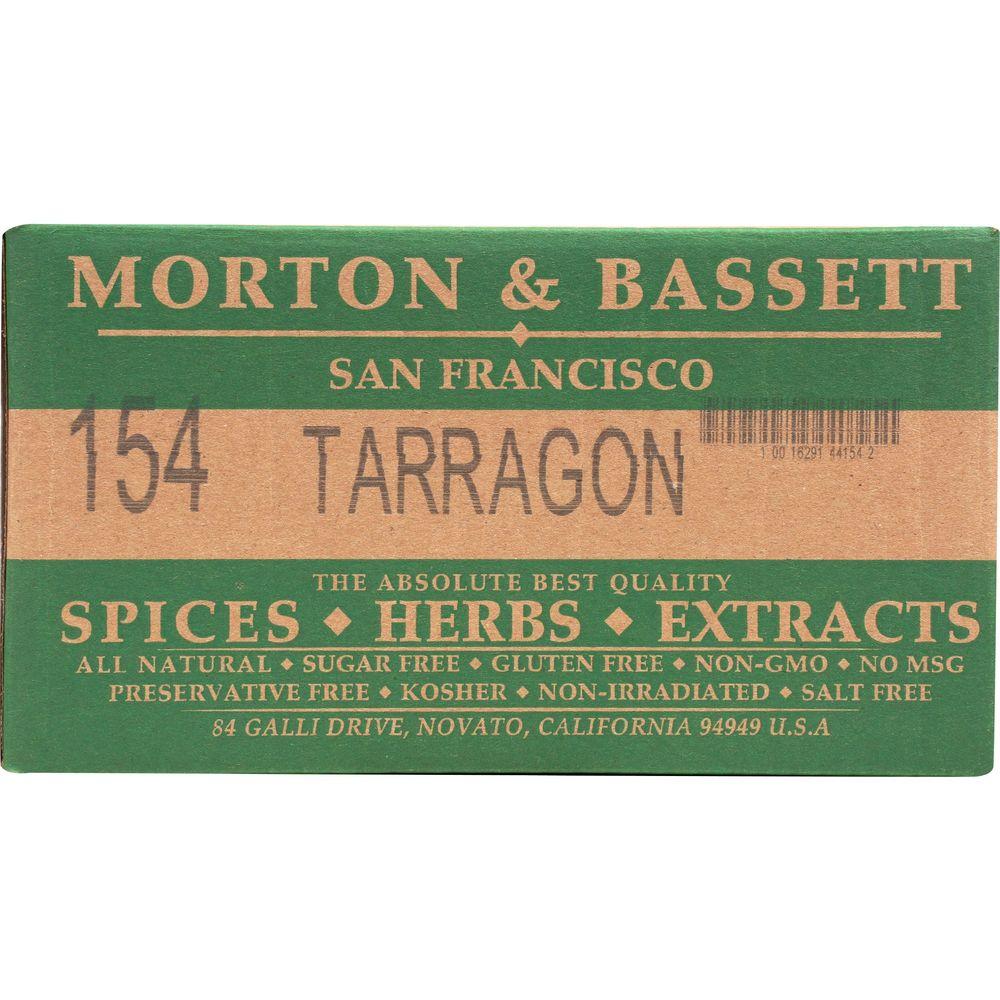 MORTON & BASSETT
SAN FRANCISCO
154 TARRAGON
1 00 16291 44154 2
THE ABSOLUTE BEST QUALITY
SPICES ◆ HERBS ◆ EXTRACTS
ALL NATURAL ◆ SUGAR FREE ◆ GLUTEN FREE ◆ NON-GMO ◆ NO MSG
PRESERVATIVE FREE ◆ KOSHER ◆ NON-IRRADIATED ◆ SALT FREE
84 GALLI DRIVE, NOVATO, CALIFORNIA 94949 U.S.A